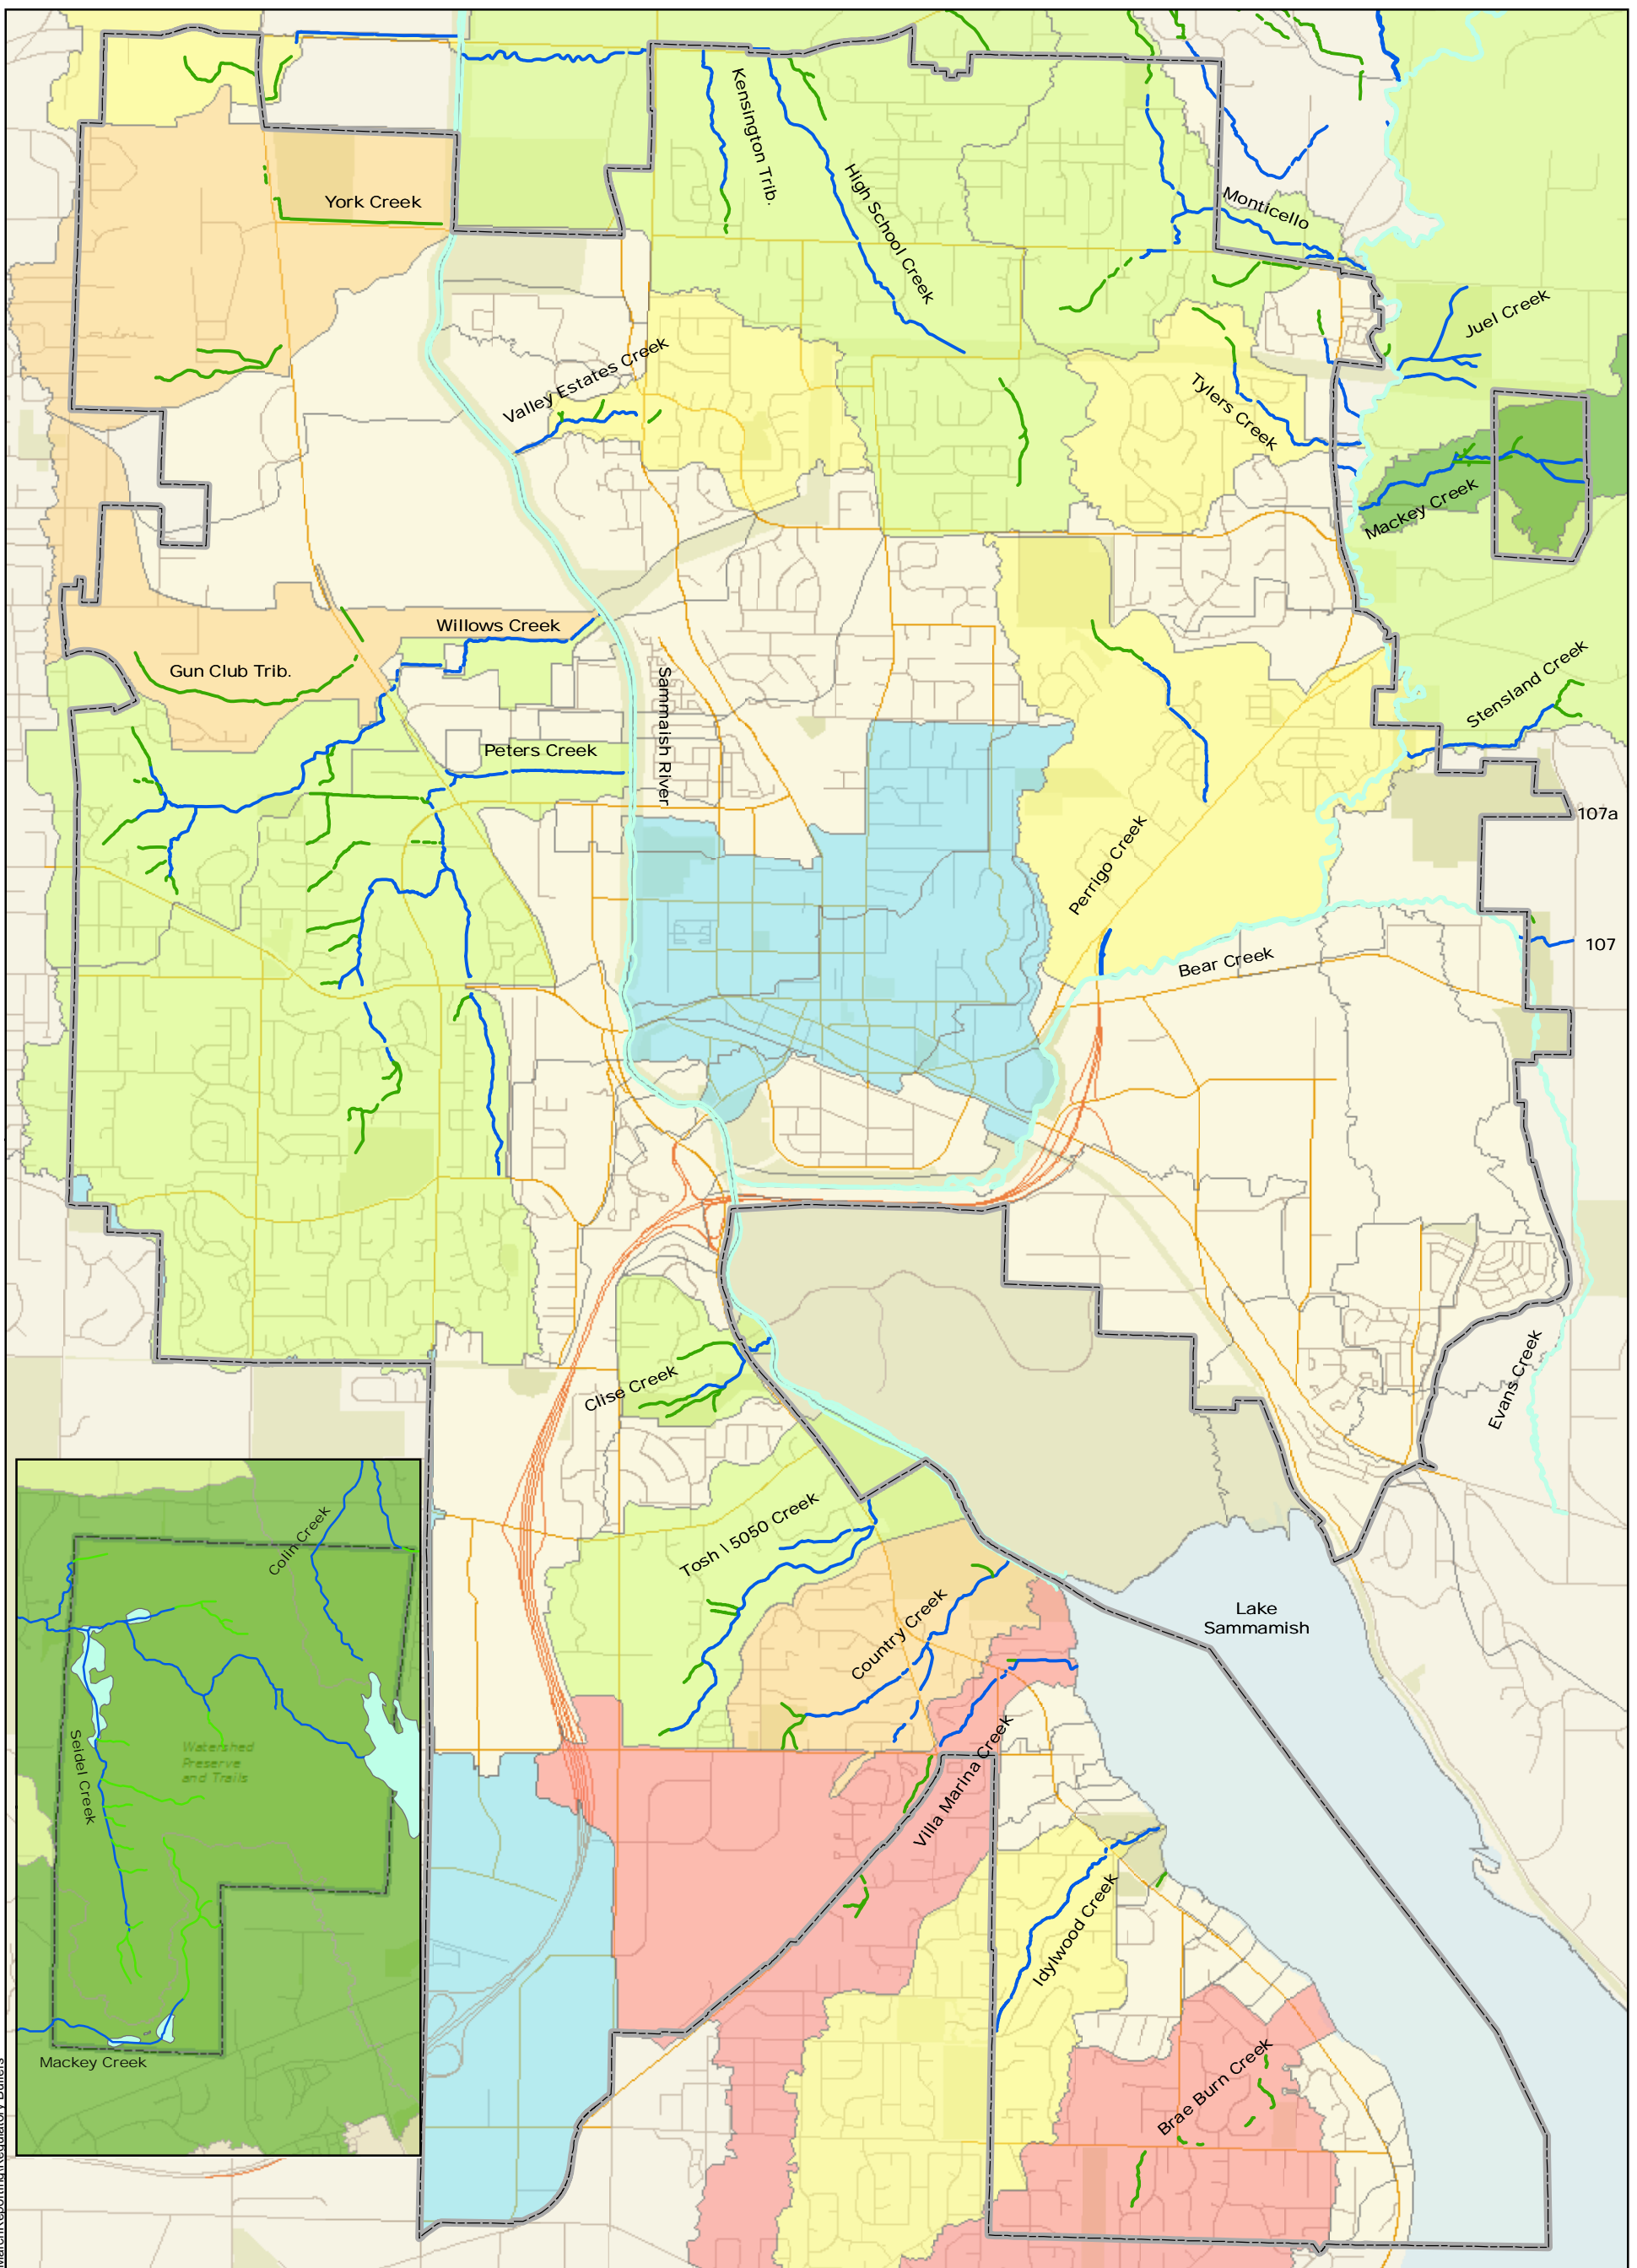 Kensington Trib.
High School Creek
York Creek
Monticello
Juel Creek
Valley Estates Creek
Tylers Creek
Mackey Creek
Willows Creek
Gun Club Trib.
Sammaish River
Stensland Creek
Peters Creek
107a
Perrigo Creek
107
Bear Creek
Evans Creek
Clise Creek
Tosh \ 5050 Creek
Colin Creek
Country Creek
Lake
Sammamish
Seidel Creek
Watershed
Preserve
and Trails
Villa Marina Creek
Idylwood Creek
Mackey Creek
Brae Burn Creek